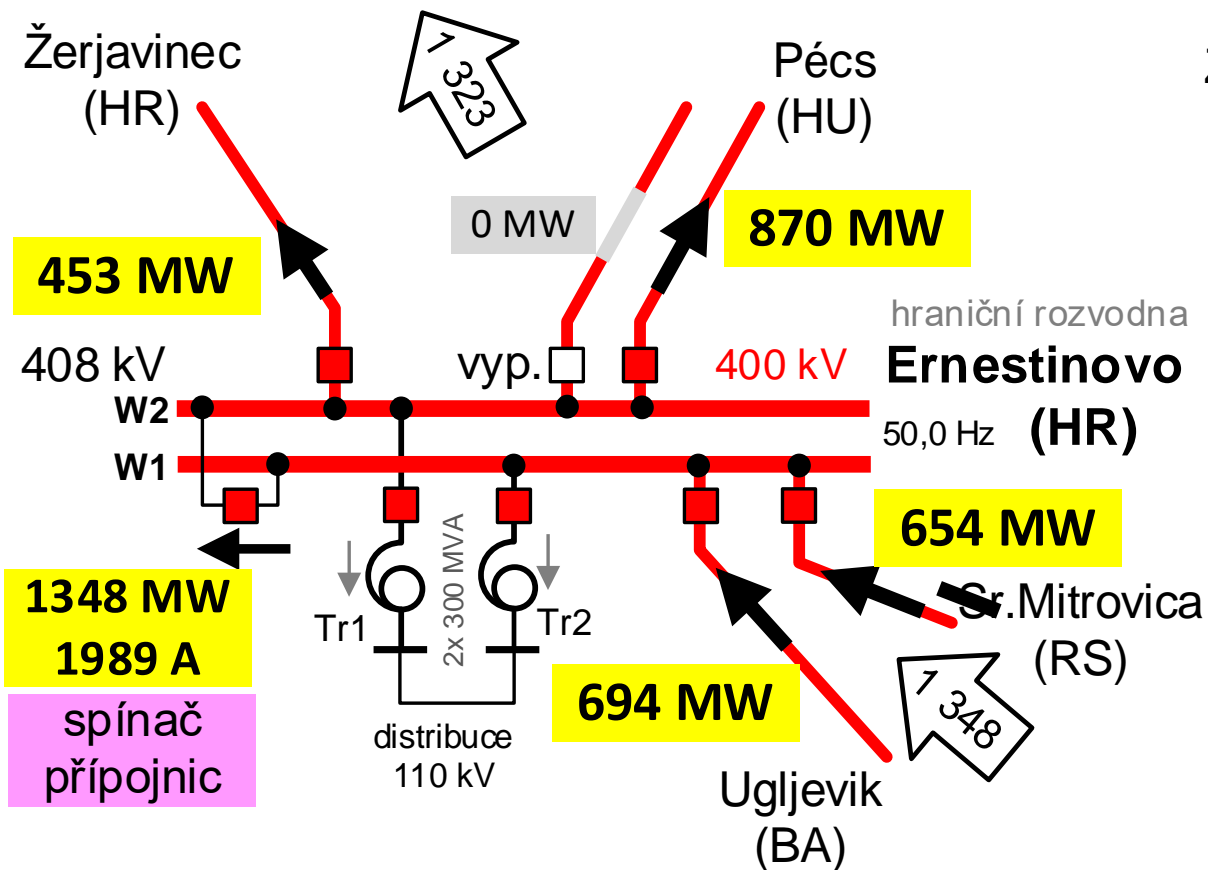 Žerjavinec
(HR)
1 323
Pécs
(HU)
0 MW
870 MW
453 MW
hraniční rozvodna
408 kV
vyp.
400 kV
Ernestinovo
W2
50,0 Hz
(HR)
W1
654 MW
1348 MW
1989 A
Tr1
2x 300 MVA
Tr2
Sr.Mitrovica
(RS)
694 MW
1 348
spínač
přípojnic
distribuce
110 kV
Ugljevik
(BA)